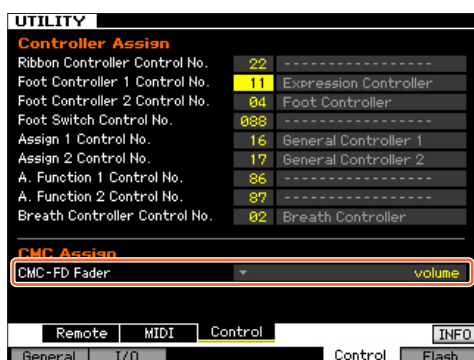 UTILITY
Controller Assign
Ribbon Controller Control No. 22 ----------------
Foot Controller 1 Control No. 11 Expression Controller
Foot Controller 2 Control No. 04 Foot Controller
Foot Switch Control No. 088 ----------------
Assign 1 Control No. 16 General Controller 1
Assign 2 Control No. 17 General Controller 2
A. Function 1 Control No. 86 ----------------
A. Function 2 Control No. 87 ----------------
Breath Controller Control No. 02 Breath Controller
CMC Assign
CMC-FD Fader volume
Remote MIDI Control INFO
General I/O Control Flash